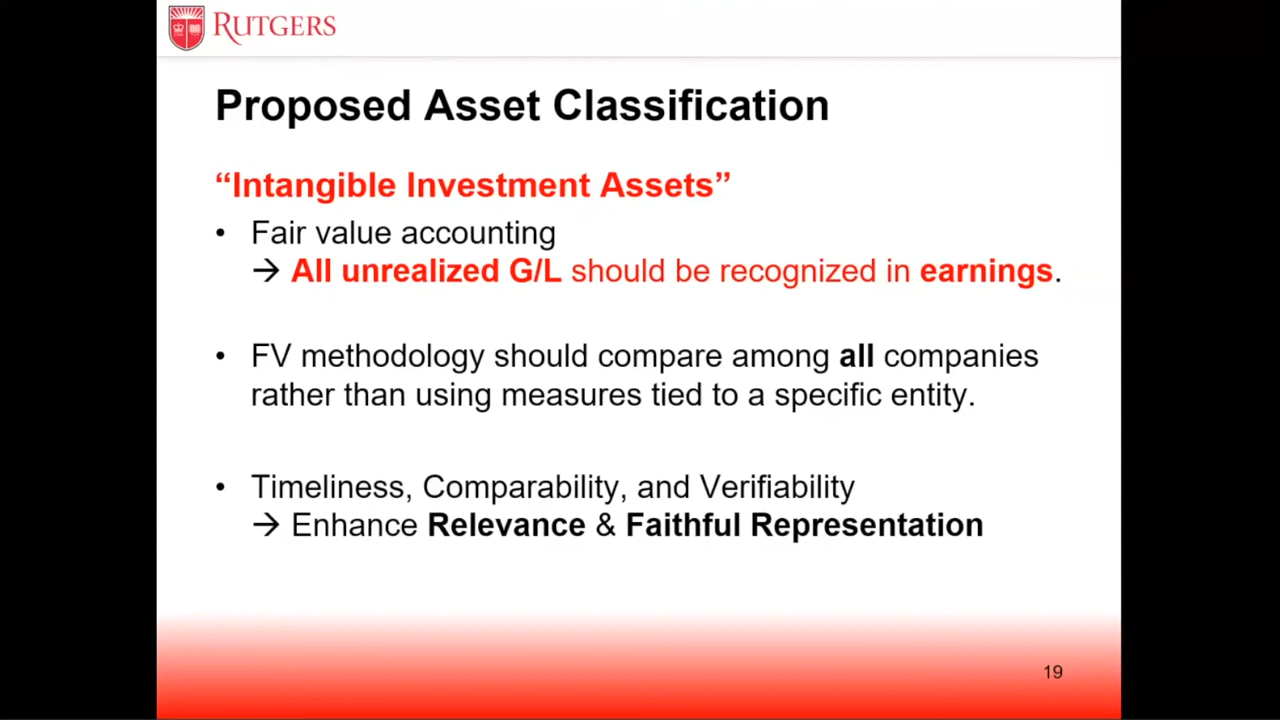 RUTGERS
Proposed Asset Classification
“Intangible Investment Assets”
• Fair value accounting
→ All unrealized G/L should be recognized in earnings.
• FV methodology should compare among all companies
rather than using measures tied to a specific entity.
• Timeliness, Comparability, and Verifiability
→ Enhance Relevance & Faithful Representation
19